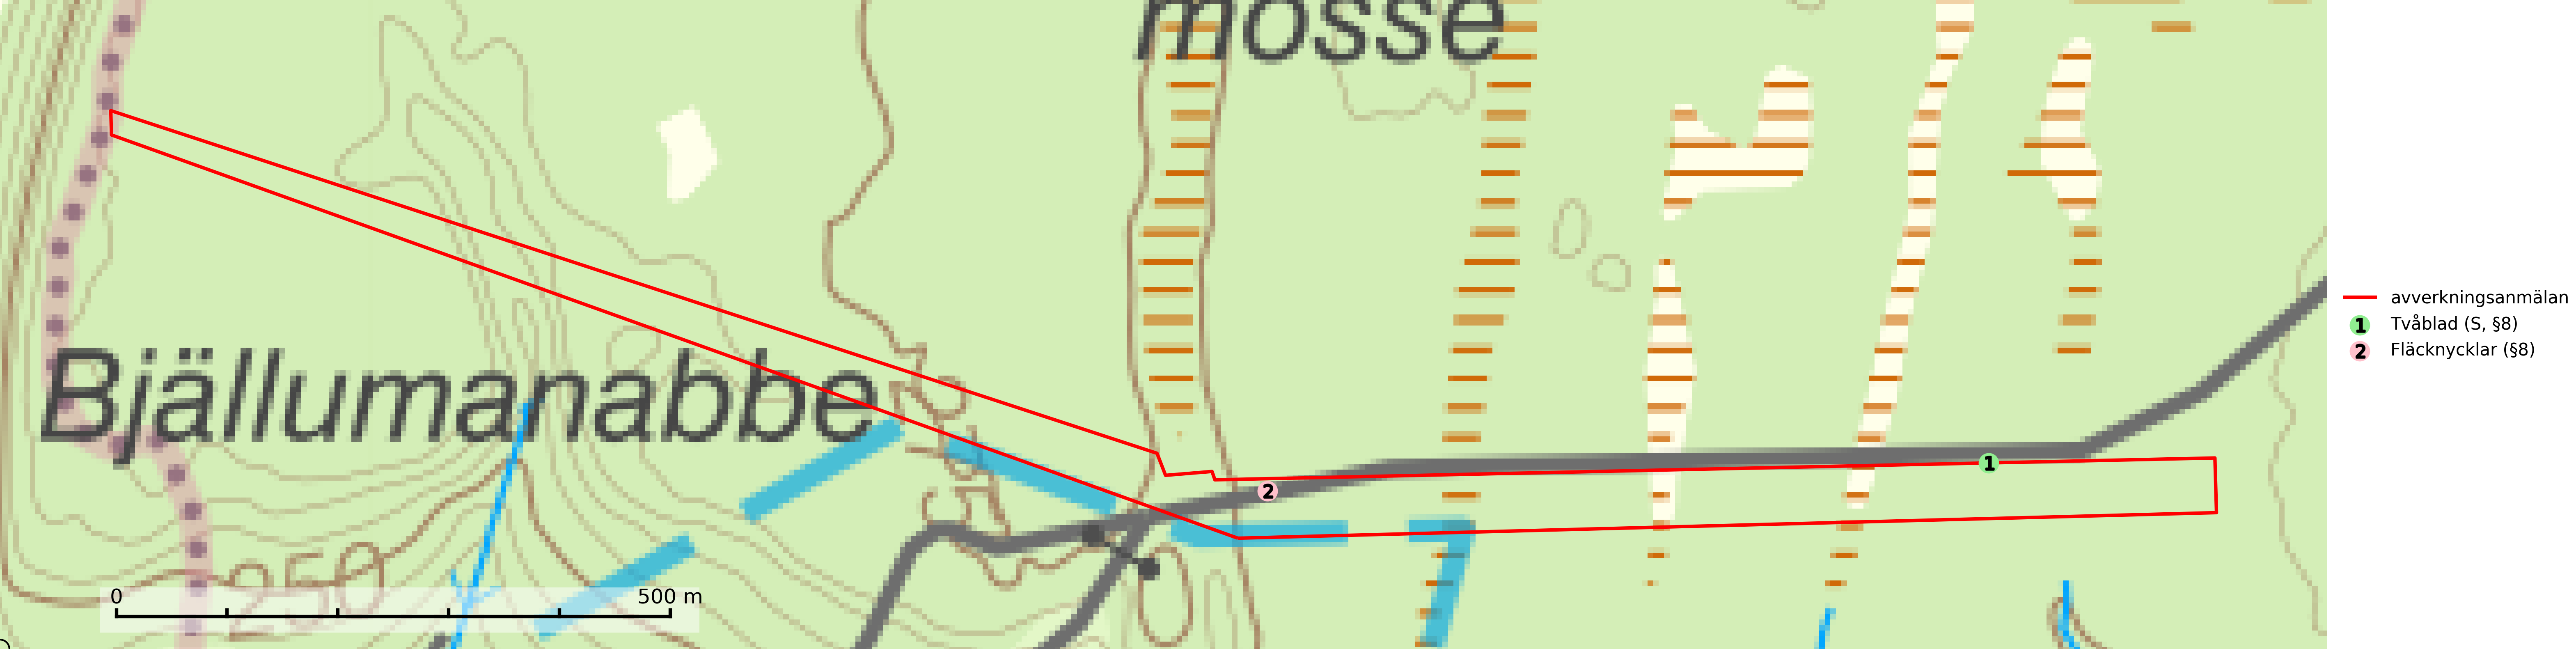 mosse
Bjällumanabbe
250
0 500 m
1
2
avverkningsanmälan
1 Tvåblad (S, §8)
2 Fläcknycklar (§8)